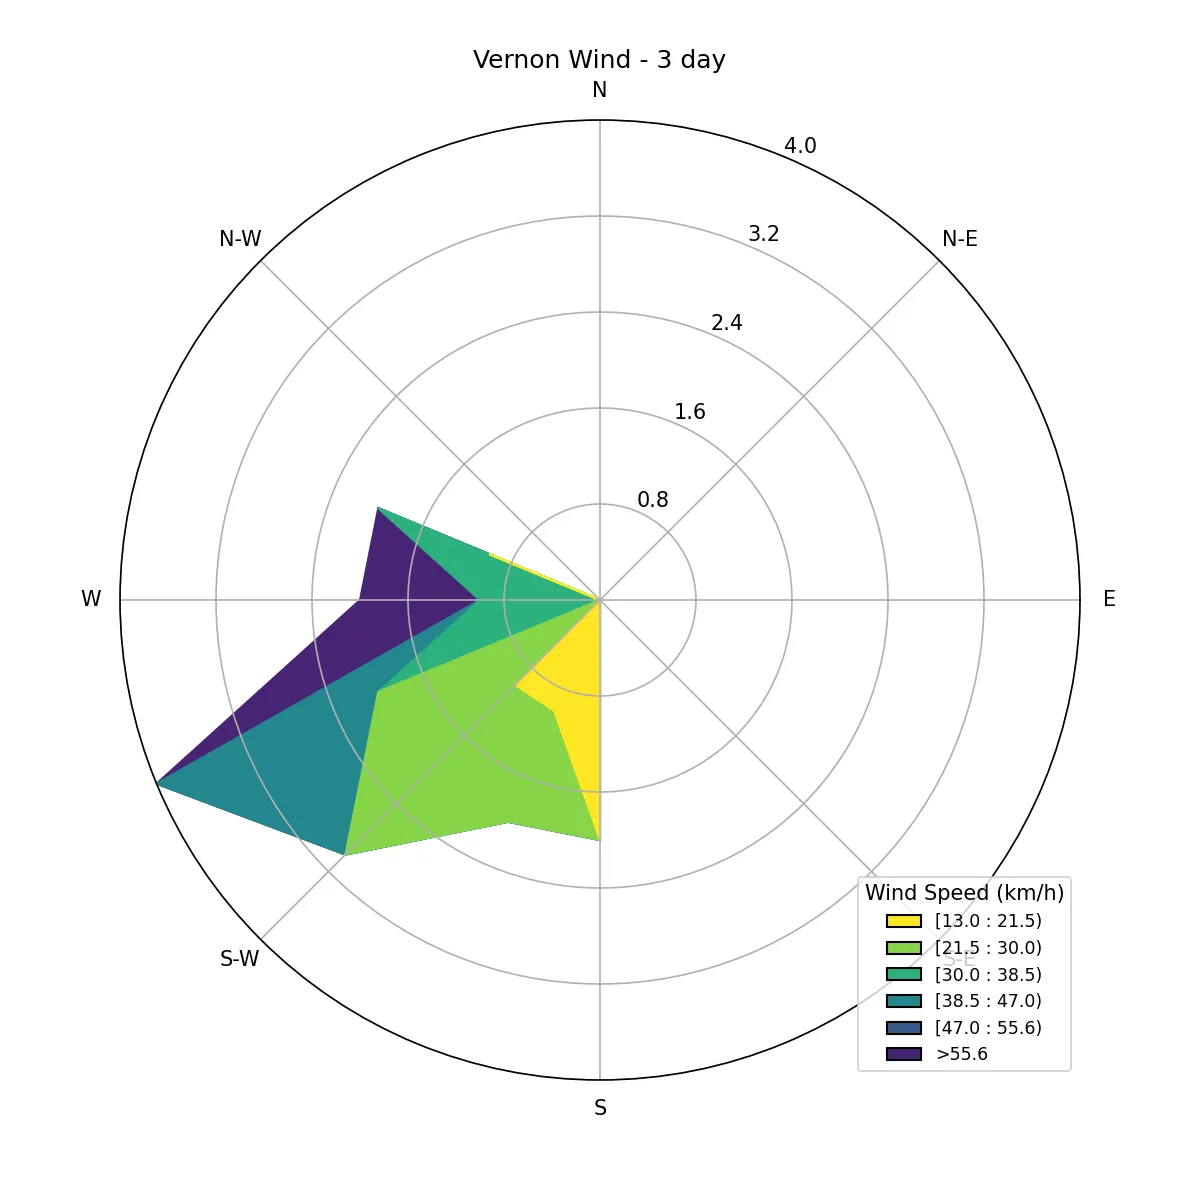 Vernon Wind - 3 day
N
4.0
N-W
3.2
N-E
2.4
1.6
0.8
W
E
S-W
S-E
S
Wind Speed (km/h)
[13.0 : 21.5)
[21.5 : 30.0)
[30.0 : 38.5)
[38.5 : 47.0)
[47.0 : 55.6)
>55.6